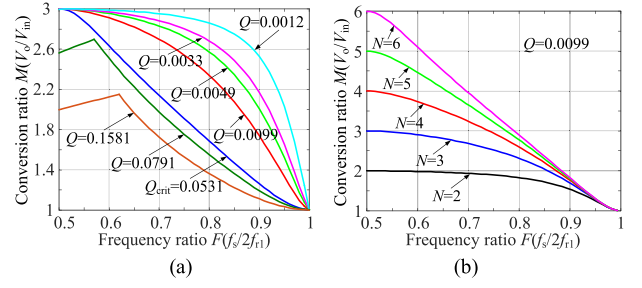 (a)
Conversion ratio M(Vo/Vin)
3
2.6
2.2
1.8
1.4
1
Q=0.0012
Q=0.0033
Q=0.0049
Q=0.0099
Q=0.1581
Q=0.0791
Qcrit=0.0531
0.5 0.6 0.7 0.8 0.9 1
Frequency ratio F(fs/2fr1)
(a)
(b)
Conversion ratio M(Vo/Vin)
6
5
4
3
2
1
Q=0.0099
N=6
N=5
N=4
N=3
N=2
0.5 0.6 0.7 0.8 0.9 1
Frequency ratio F(fs/2fr1)
(b)